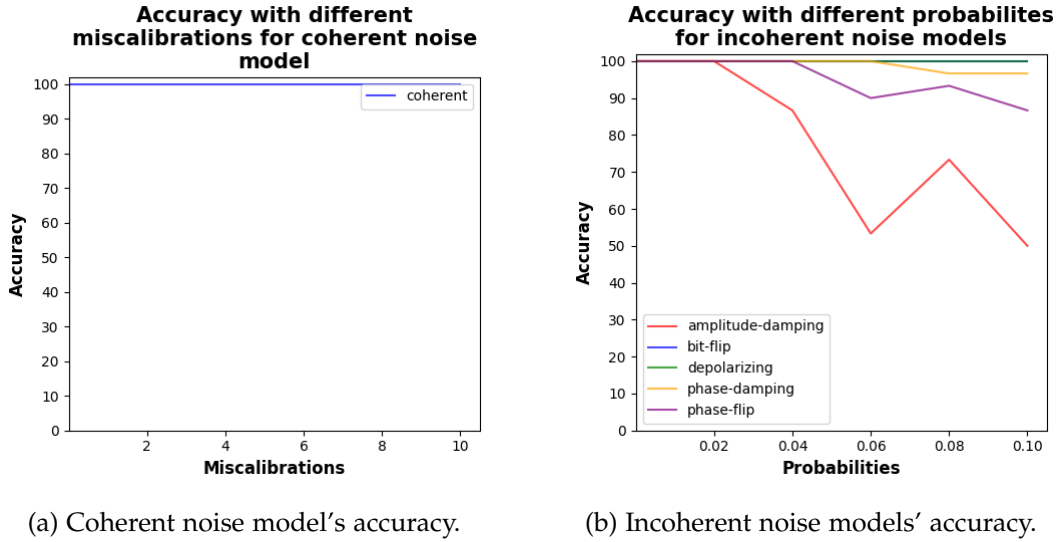 Accuracy with different
miscalibrations for coherent noise
model
100
90
80
70
60
50
40
30
20
10
0
Accuracy
coherent
2 4 6 8 10
Miscalibrations
(a) Coherent noise model's accuracy.
Accuracy with different probabilites
for incoherent noise models
100
90
80
70
60
50
40
30
20
10
0
Accuracy
amplitude-damping
bit-flip
depolarizing
phase-damping
phase-flip
0.02 0.04 0.06 0.08 0.10
Probabilities
(b) Incoherent noise models' accuracy.